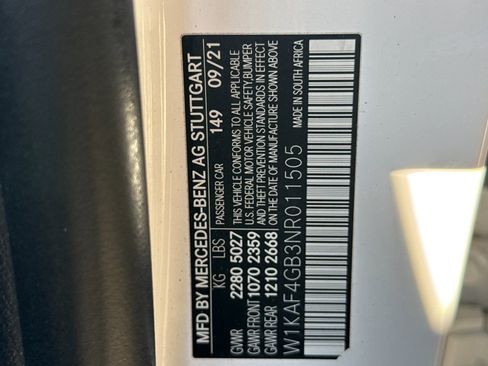 MFD BY MERCEDES-BENZ AG STUTTGART
KG LBS PASSENGER CAR 149 09/21
GVWR 2280 5027 THIS VEHICLE CONFORMS TO ALL APPLICABLE
GAWR FRONT 1070 2359 U.S. FEDERAL MOTOR VEHICLE SAFETY, BUMPER
GAWR REAR 1210 2668 AND THEFT PREVENTION STANDARDS IN EFFECT
ON THE DATE OF MANUFACTURE SHOWN ABOVE
W1KAF4GB3NR011505 MADE IN SOUTH AFRICA